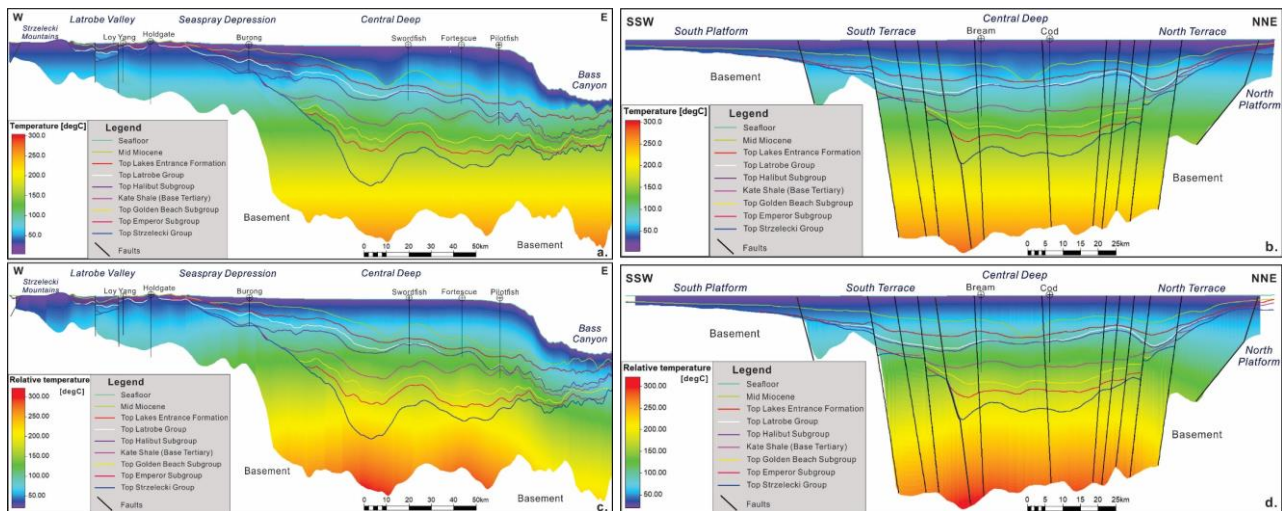 W
Latrobe Valley
Seaspray Depression
Central Deep
E
Strzelecki
Mountains
Loy Yang
Holdgate
Burong
Swordfish
Fortescue
Pilotfish
Bass
Canyon
Temperature [degC]
300.0
250.0
200.0
150.0
100.0
50.0
Legend
Seafloor
Mid Miocene
Top Lakes Entrance Formation
Top Latrobe Group
Top Halibut Subgroup
Kate Shale (Base Tertiary)
Top Golden Beach Subgroup
Top Emperor Subgroup
Top Strzelecki Group
Faults
Basement
0 5 10 20 30 40 50km
Basement
a.
SSW
Central Deep
NNE
South Platform
South Terrace
Bream
Cod
North Terrace
Basement
North
Platform
Temperature [degC]
300.0
250.0
200.0
150.0
100.0
50.0
Legend
Seafloor
Mid Miocene
Top Lakes Entrance Formation
Top Latrobe Group
Top Halibut Subgroup
Kate Shale (Base Tertiary)
Top Golden Beach Subgroup
Top Emperor Subgroup
Top Strzelecki Group
Faults
Basement
0 5 10 15 20 25km
b.
W
Latrobe Valley
Seaspray Depression
Central Deep
E
Strzelecki
Mountains
Loy Yang
Holdgate
Burong
Swordfish
Fortescue
Pilotfish
Bass
Canyon
Relative temperature
[degC]
300.00
250.00
200.00
150.00
100.00
50.00
Legend
Seafloor
Mid Miocene
Top Lakes Entrance Formation
Top Latrobe Group
Top Halibut Subgroup
Kate Shale (Base Tertiary)
Top Golden Beach Subgroup
Top Emperor Subgroup
Top Strzelecki Group
Faults
Basement
0 5 10 20 30 40 50km
Basement
c.
SSW
Central Deep
NNE
South Platform
South Terrace
Bream
Cod
North Terrace
Basement
North
Platform
Relative temperature
[degC]
300.00
250.00
200.00
150.00
100.00
50.00
Legend
Seafloor
Mid Miocene
Top Lakes Entrance Formation
Top Latrobe Group
Top Halibut Subgroup
Kate Shale (Base Tertiary)
Top Golden Beach Subgroup
Top Emperor Subgroup
Top Strzelecki Group
Faults
Basement
0 5 10 15 20 25km
d.